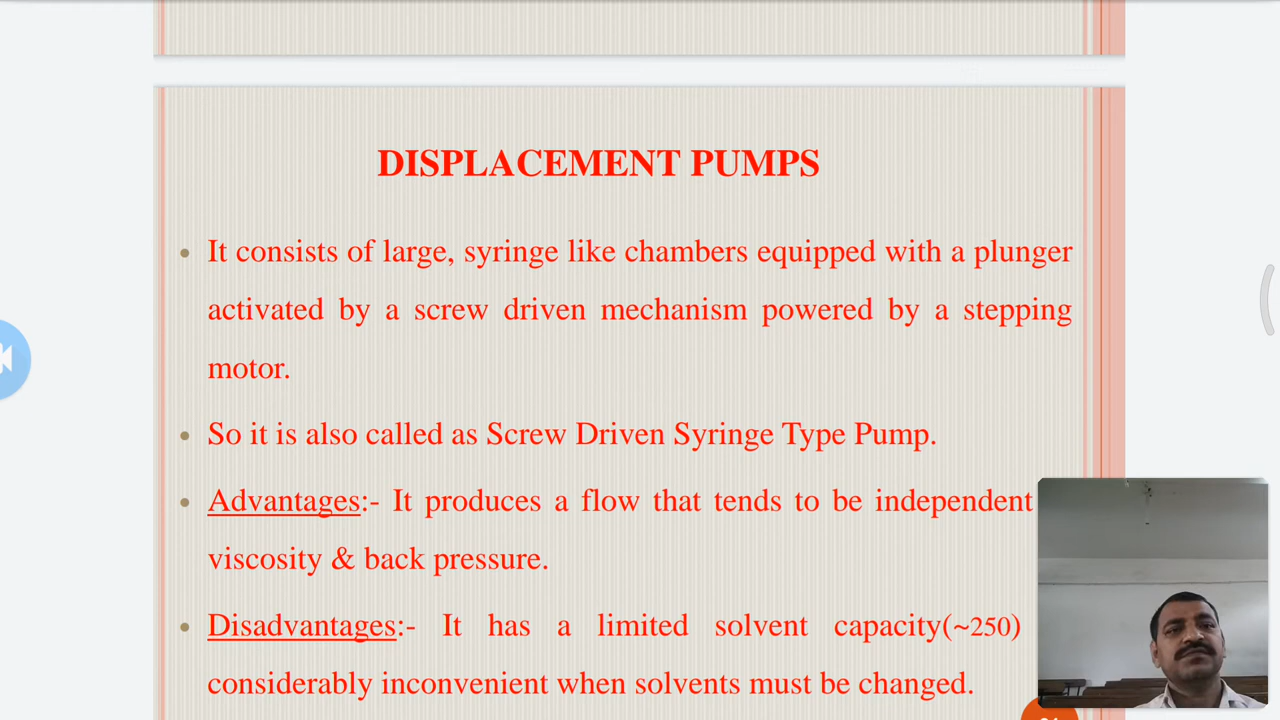 DISPLACEMENT PUMPS
It consists of large, syringe like chambers equipped with a plunger
activated by a screw driven mechanism powered by a stepping
motor.
So it is also called as Screw Driven Syringe Type Pump.
Advantages:- It produces a flow that tends to be independent
viscosity & back pressure.
Disadvantages:- It has a limited solvent capacity(~250)
considerably inconvenient when solvents must be changed.